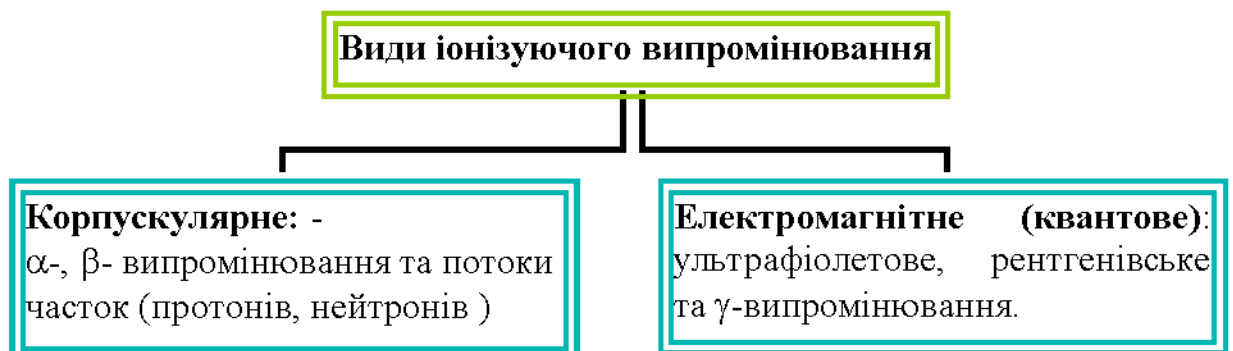 Види іонізуючого випромінювання
Корпускулярне: -
α-, β- випромінювання та потоки
часток (протонів, нейтронів )
Електромагнітне (квантове):
ультрафіолетове, рентгенівське
та γ-випромінювання.